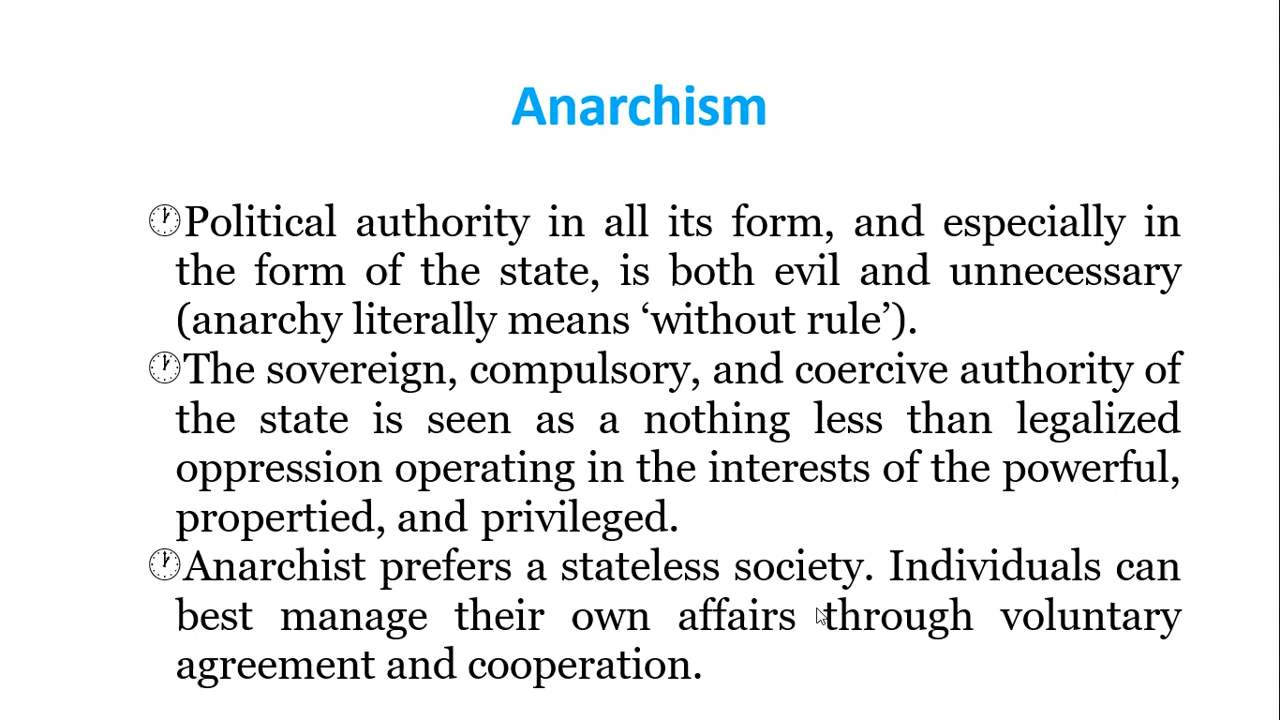 Anarchism
🕐Political authority in all its form, and especially in
the form of the state, is both evil and unnecessary
(anarchy literally means ‘without rule’).
🕐The sovereign, compulsory, and coercive authority of
the state is seen as a nothing less than legalized
oppression operating in the interests of the powerful,
propertied, and privileged.
🕐Anarchist prefers a stateless society. Individuals can
best manage their own affairs through voluntary
agreement and cooperation.